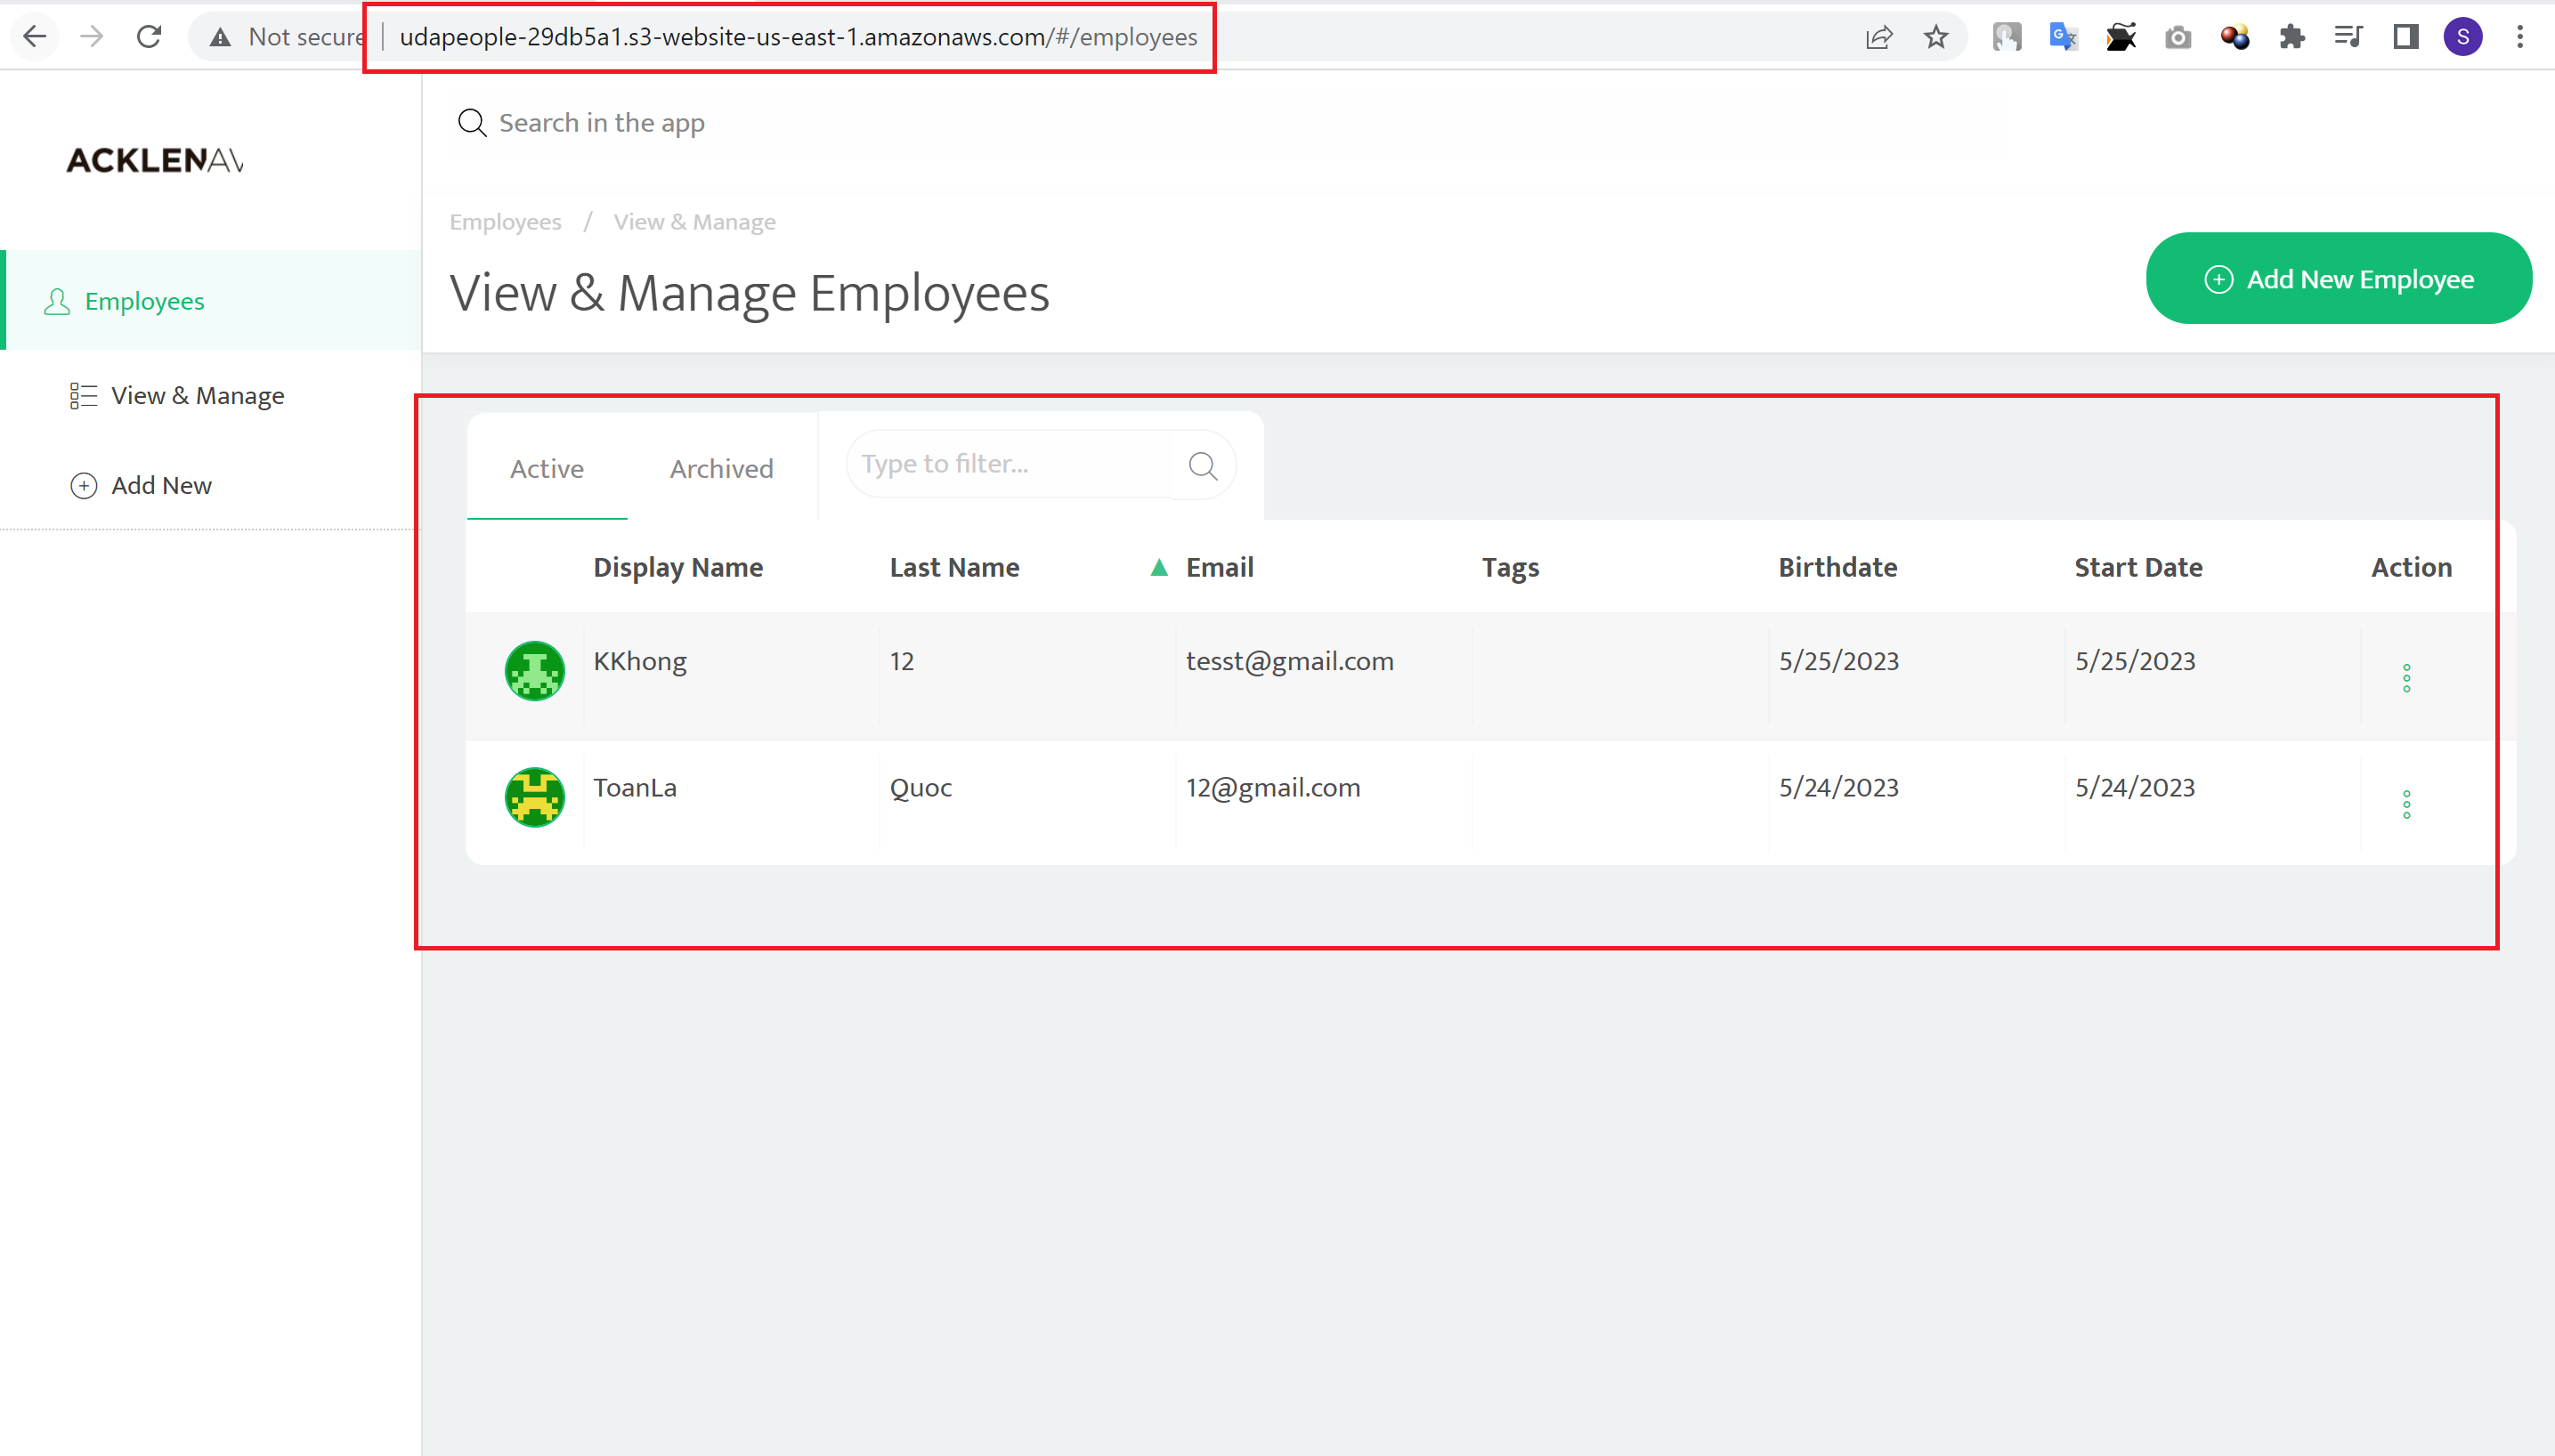 Not secure | udapeople-29db5a1.s3-website-us-east-1.amazonaws.com/#/employees
S
ACKLENAV
Search in the app
Employees / View & Manage
View & Manage Employees
Add New Employee
Employees
View & Manage
Add New
Active Archived Type to filter...
Display Name Last Name ▲ Email Tags Birthdate Start Date Action
KKhong 12 tesst@gmail.com 5/25/2023 5/25/2023
ToanLa Quoc 12@gmail.com 5/24/2023 5/24/2023